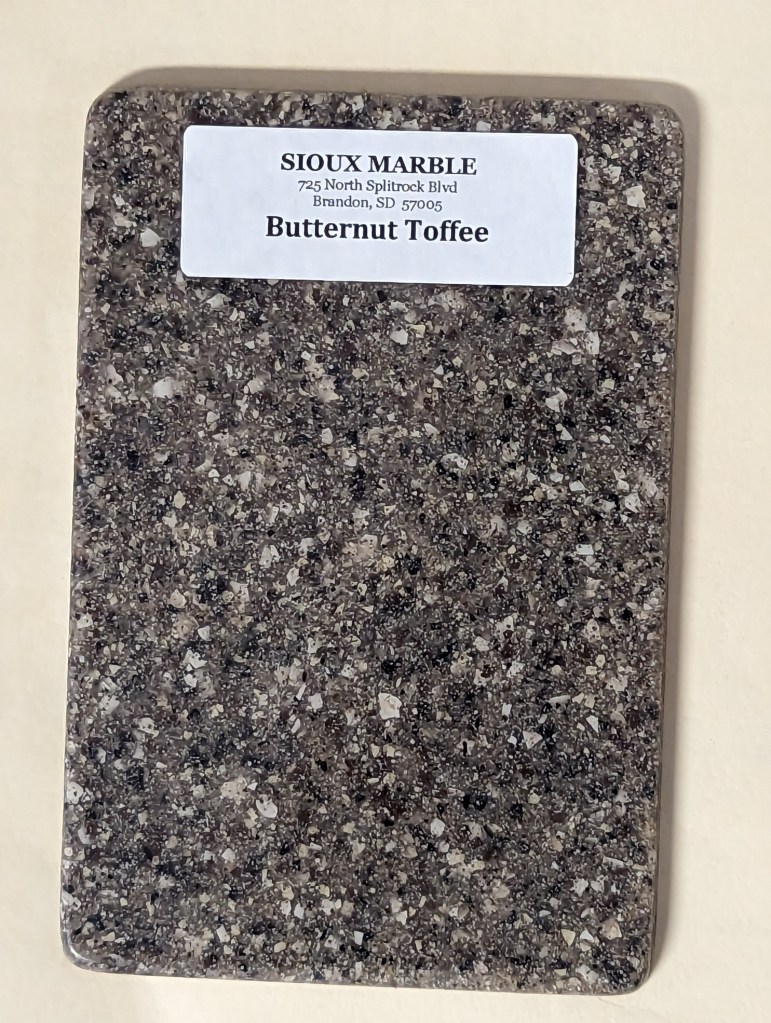 SIOUX MARBLE
725 North Splitrock Blvd
Brandon, SD 57005
Butternut Toffee